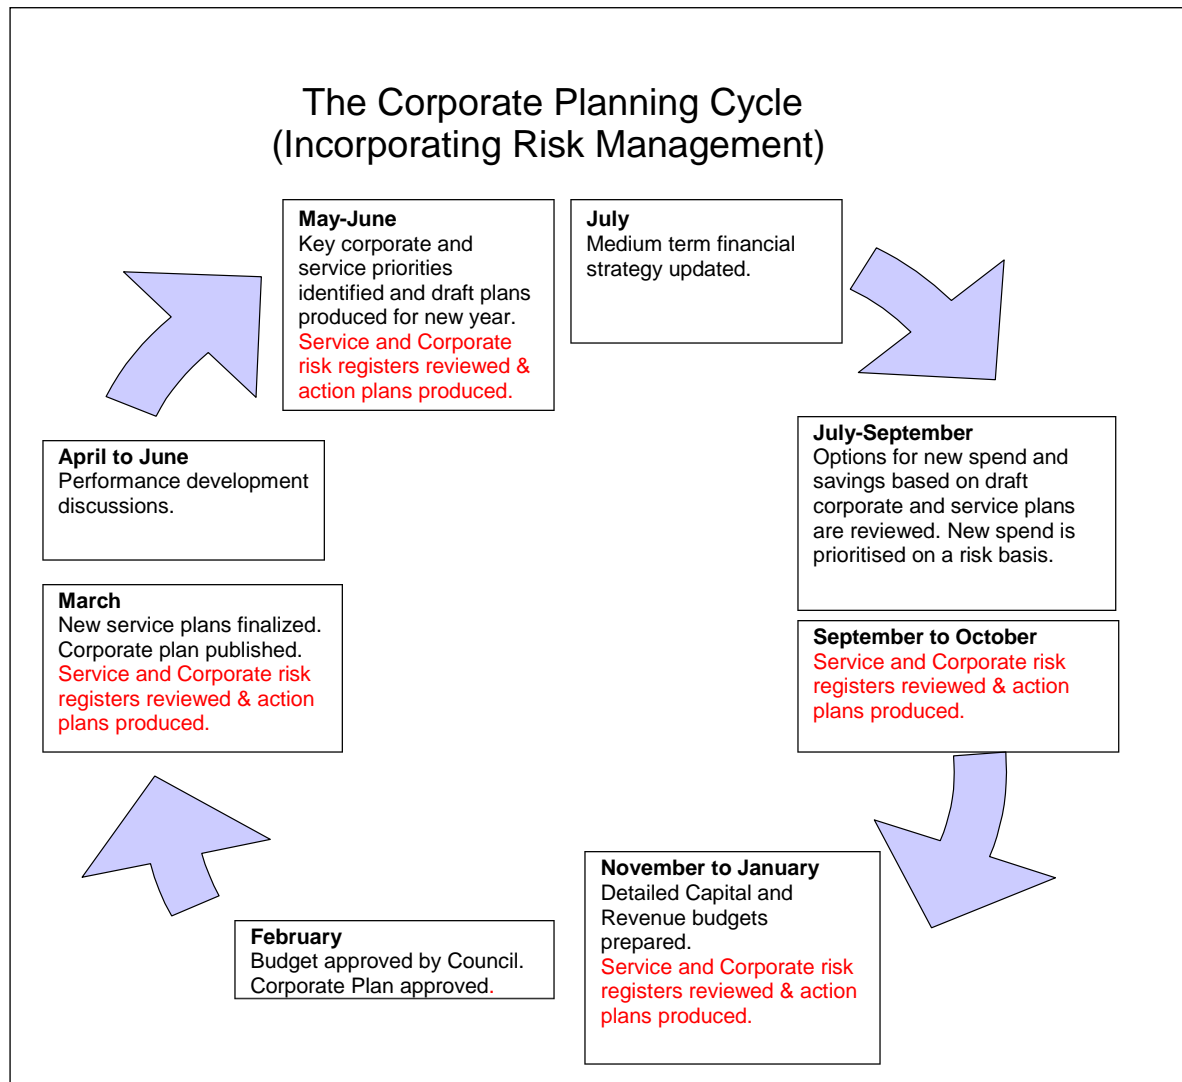 The Corporate Planning Cycle
(Incorporating Risk Management)
May-June
Key corporate and
service priorities
identified and draft plans
produced for new year.
Service and Corporate
risk registers reviewed &
action plans produced.
July
Medium term financial
strategy updated.
July-September
Options for new spend and
savings based on draft
corporate and service plans
are reviewed. New spend is
prioritised on a risk basis.
September to October
Service and Corporate risk
registers reviewed & action
plans produced.
November to January
Detailed Capital and
Revenue budgets
prepared.
Service and Corporate risk
registers reviewed & action
plans produced.
February
Budget approved by Council.
Corporate Plan approved.
March
New service plans finalized.
Corporate plan published.
Service and Corporate risk
registers reviewed & action
plans produced.
April to June
Performance development
discussions.